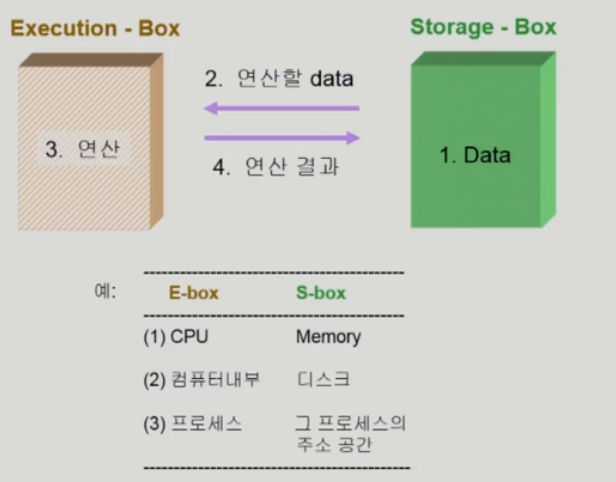 Execution - Box
Storage - Box
2. 연산할 data
3. 연산
1. Data
4. 연산 결과
예:
E-box S-box
(1) CPU Memory
(2) 컴퓨터내부 디스크
(3) 프로세스 그 프로세스의
주소 공간